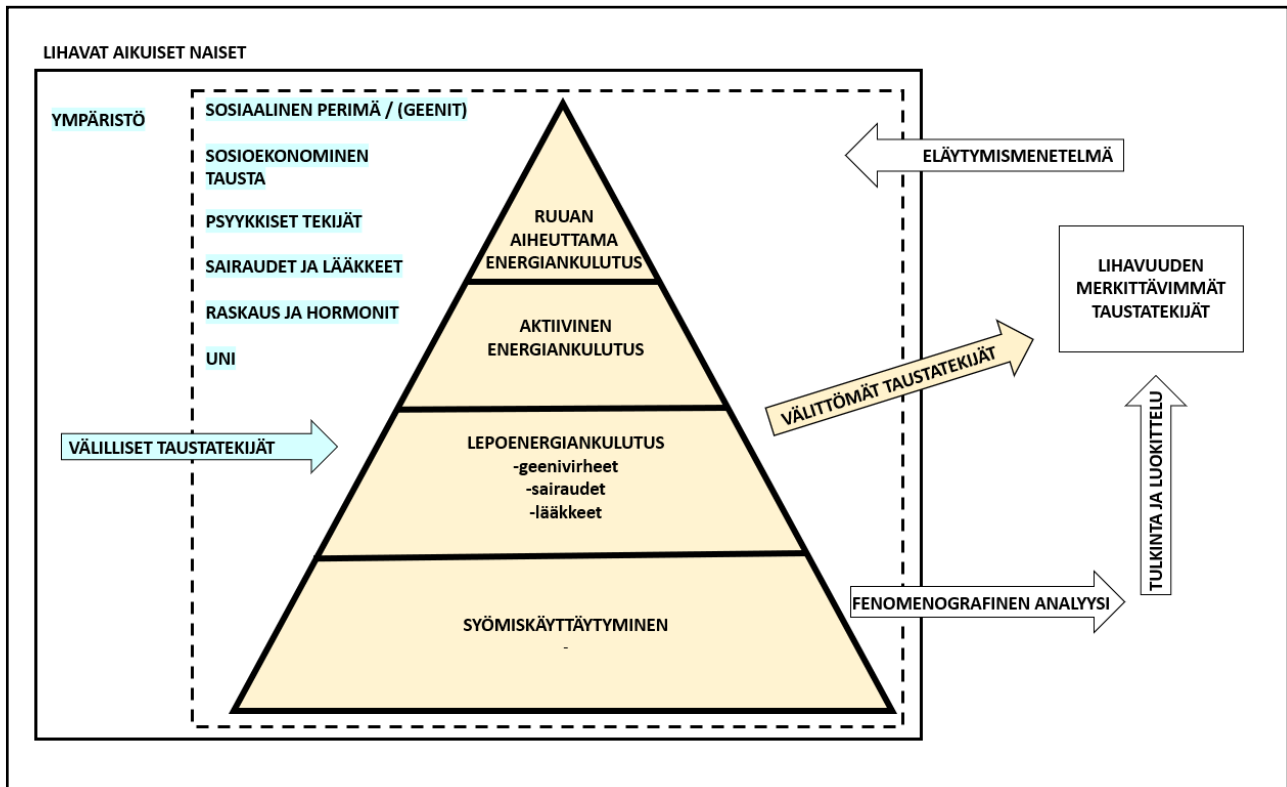 LIHAVAT AIKUISET NAISET
YMPÄRISTÖ
SOSIAALINEN PERIMÄ / (GEENIT)
SOSIOEKONOMINEN
TAUSTA
PSYYKKISET TEKIJÄT
SAIRAUDET JA LÄÄKKEET
RASKAUS JA HORMONIT
UNI
VÄLILLISET TAUSTATEKIJÄT
RUUAN
AIHEUTTAMA
ENERGIANKULUTUS
AKTIIVINEN
ENERGIANKULUTUS
LEPOENERGIANKULUTUS
-geenivirheet
-sairaudet
-lääkkeet
SYÖMISKÄYTTÄYTYMINEN
-
ELÄYTYMISMENETELMÄ
VÄLITTÖMÄT TAUSTATEKIJÄT
LIHAVUUDEN
MERKITTÄVIMMÄT
TAUSTATEKIJÄT
FENOMENOGRAFINEN ANALYYSI
TULKINTA JA LUOKITTELU